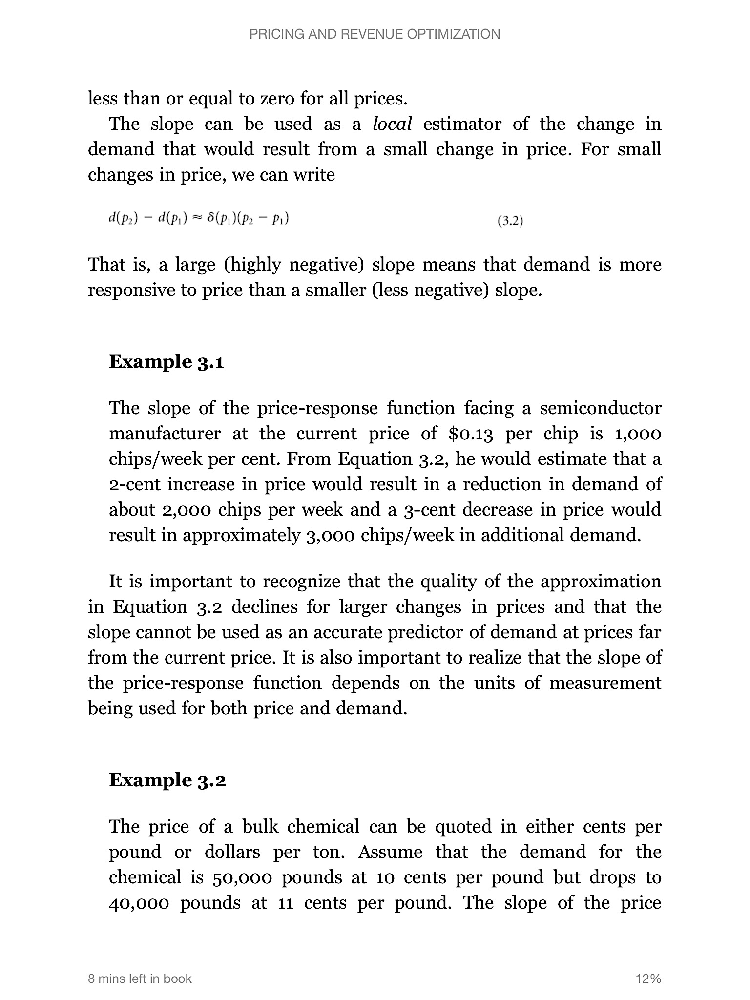 PRICING AND REVENUE OPTIMIZATION
less than or equal to zero for all prices.
The slope can be used as a local estimator of the change in
demand that would result from a small change in price. For small
changes in price, we can write
d(p₂) − d(p₁) ≈ δ(p₁)(p₂ − p₁) (3.2)
That is, a large (highly negative) slope means that demand is more
responsive to price than a smaller (less negative) slope.
Example 3.1
The slope of the price-response function facing a semiconductor
manufacturer at the current price of $0.13 per chip is 1,000
chips/week per cent. From Equation 3.2, he would estimate that a
2-cent increase in price would result in a reduction in demand of
about 2,000 chips per week and a 3-cent decrease in price would
result in approximately 3,000 chips/week in additional demand.
It is important to recognize that the quality of the approximation
in Equation 3.2 declines for larger changes in prices and that the
slope cannot be used as an accurate predictor of demand at prices far
from the current price. It is also important to realize that the slope of
the price-response function depends on the units of measurement
being used for both price and demand.
Example 3.2
The price of a bulk chemical can be quoted in either cents per
pound or dollars per ton. Assume that the demand for the
chemical is 50,000 pounds at 10 cents per pound but drops to
40,000 pounds at 11 cents per pound. The slope of the price
8 mins left in book 12%